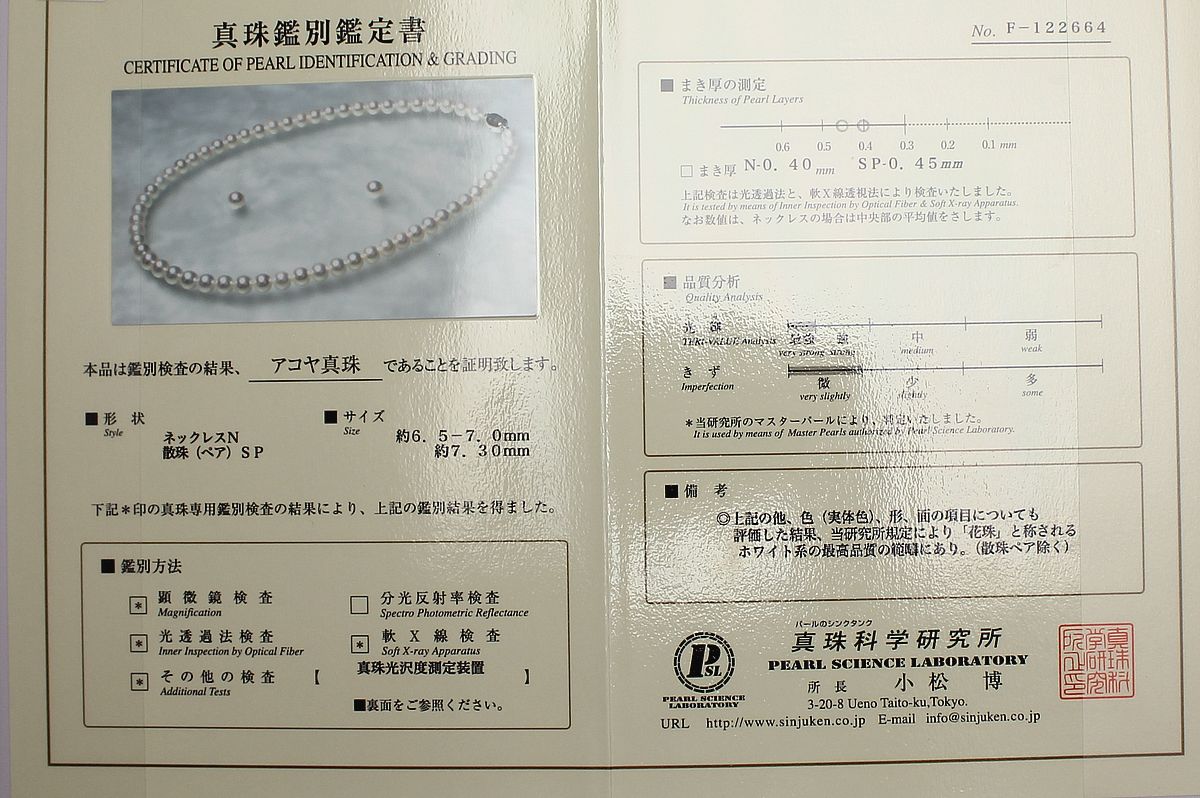 真珠鑑別鑑定書
CERTIFICATE OF PEARL IDENTIFICATION & GRADING
本品は鑑別検査の結果、 アコヤ真珠 であることを証明致します。
■形 状
Style
ネックレスN
散珠（ペア）SP
■サイズ
Size
約6．5－7．0mm
約7．30mm
下記＊印の真珠専用鑑別検査の結果により、上記の鑑別結果を得ました。
■ 鑑別方法
＊ 顕微鏡検査
Magnification
□ 分光反射率検査
Spectro Photometric Reflectance
＊ 光透過法検査
Inner Inspection by Optical Fiber
＊ 軟X線検査
Soft X-ray Apparatus
＊ その他の検査
Additional Tests
【 真珠光沢度測定装置 】
■裏面をご参照ください。
No. F-122664
■ まき厚の測定
Thickness of Pearl Layers
0.6 0.5 0.4 0.3 0.2 0.1 mm
□ まき厚 N-0. 40mm SP-0. 45mm
上記検査は光透過法と、軟X線透視法により検査いたしました。
It is tested by means of Inner Inspection by Optical Fiber & Soft X-ray Apparatus.
なお数値は、ネックレスの場合は中央部の平均値をさします。
■ 品質分析
Quality Analysis
TERI-VALUE Analysis
最強 強 中 弱
very strong strong medium weak
きず
Imperfection
微 少 多
very slightly slightly some
＊当研究所のマスターパールにより、判定いたしました。
It is used by means of Master Pearls authorized by Pearl Science Laboratory.
■ 備 考
◎上記の他、色（実体色）、形、面の項目についても
評価した結果、当研究所規定により「花珠」と称される
ホワイト系の最高品質の範疇にあり。（散珠ペア除く）
PSL
PEARL SCIENCE
LABORATORY
パールのシンクタンク
真珠科学研究所
PEARL SCIENCE LABORATORY
所 長 小 松 博
3-20-8 Ueno Taito-ku,Tokyo.
URL http://www.sinjuken.co.jp E-mail info@sinjuken.co.jp